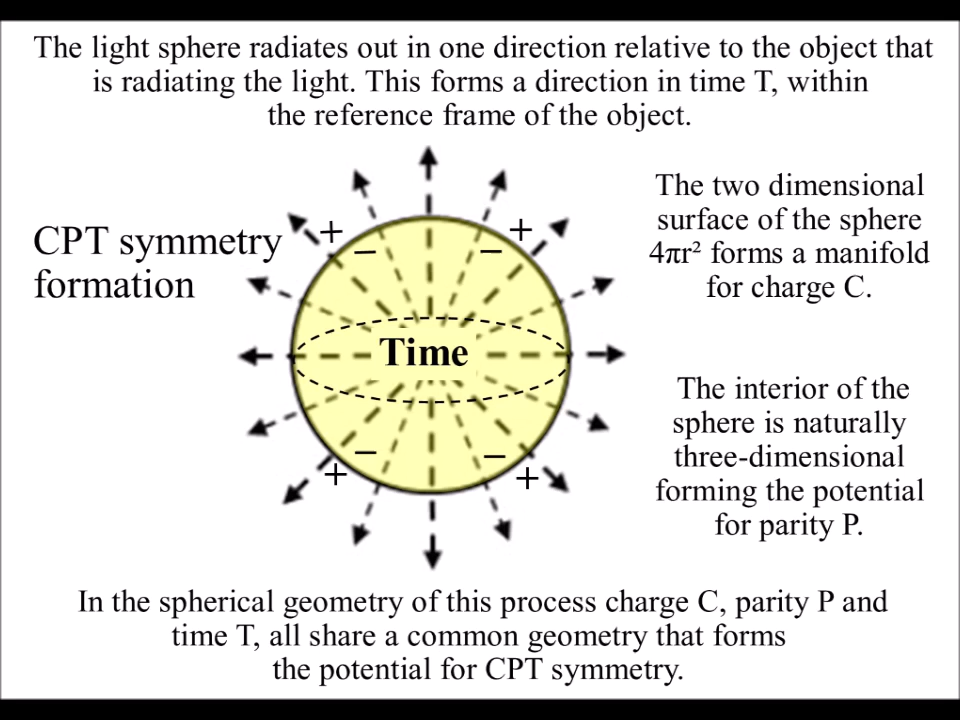 The light sphere radiates out in one direction relative to the object that
is radiating the light. This forms a direction in time T, within
the reference frame of the object.
CPT symmetry
formation
+
−
−
+
The two dimensional
surface of the sphere
4πr² forms a manifold
for charge C.
Time
The interior of the
sphere is naturally
three-dimensional
forming the potential
for parity P.
+
−
−
+
In the spherical geometry of this process charge C, parity P and
time T, all share a common geometry that forms
the potential for CPT symmetry.